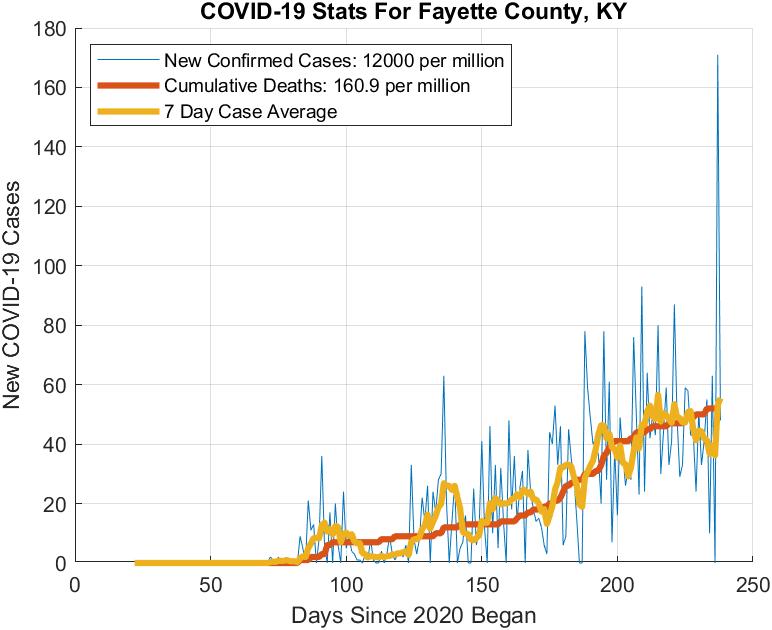 COVID-19 Stats For Fayette County, KY
New Confirmed Cases: 12000 per million
Cumulative Deaths: 160.9 per million
7 Day Case Average
New COVID-19 Cases
180
160
140
120
100
80
60
40
20
0
0 50 100 150 200 250
Days Since 2020 Began